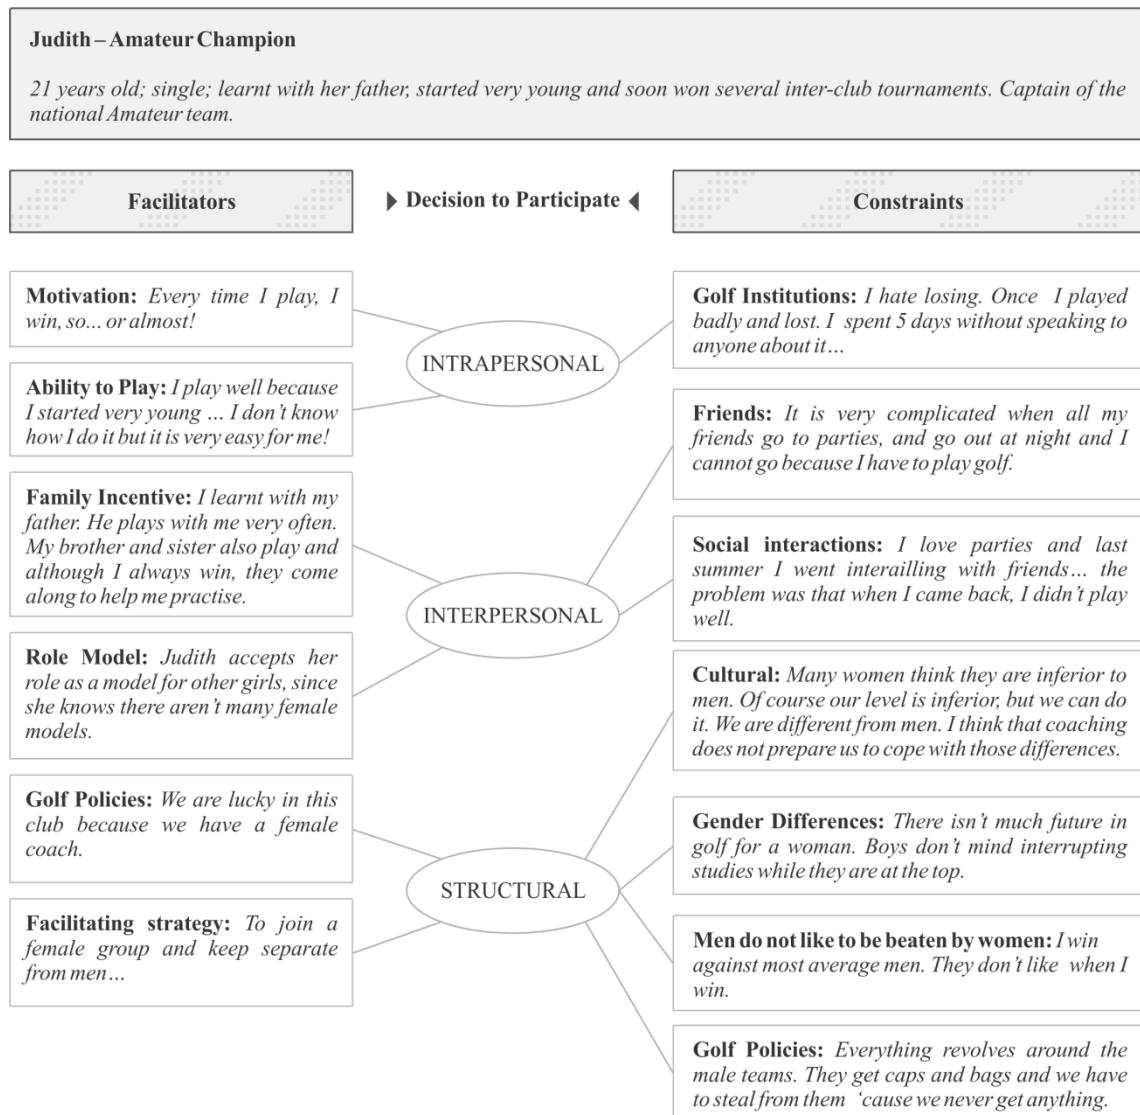 Judith – Amateur Champion
21 years old; single; learnt with her father, started very young and soon won several inter-club tournaments. Captain of the
national Amateur team.
Facilitators
Decision to Participate
Constraints
Motivation: Every time I play, I
win, so... or almost!
Ability to Play: I play well because
I started very young ... I don't know
how I do it but it is very easy for me!
Family Incentive: I learnt with my
father. He plays with me very often.
My brother and sister also play and
although I always win, they come
along to help me practise.
Role Model: Judith accepts her
role as a model for other girls, since
she knows there aren't many female
models.
Golf Policies: We are lucky in this
club because we have a female
coach.
Facilitating strategy: To join a
female group and keep separate
from men…
INTRAPERSONAL
INTERPERSONAL
STRUCTURAL
Golf Institutions: I hate losing. Once I played
badly and lost. I spent 5 days without speaking to
anyone about it…
Friends: It is very complicated when all my
friends go to parties, and go out at night and I
cannot go because I have to play golf.
Social interactions: I love parties and last
summer I went interailling with friends… the
problem was that when I came back, I didn't play
well.
Cultural: Many women think they are inferior to
men. Of course our level is inferior, but we can do
it. We are different from men. I think that coaching
does not prepare us to cope with those differences.
Gender Differences: There isn't much future in
golf for a woman. Boys don't mind interrupting
studies while they are at the top.
Men do not like to be beaten by women: I win
against most average men. They don't like when I
win.
Golf Policies: Everything revolves around the
male teams. They get caps and bags and we have
to steal from them 'cause we never get anything.